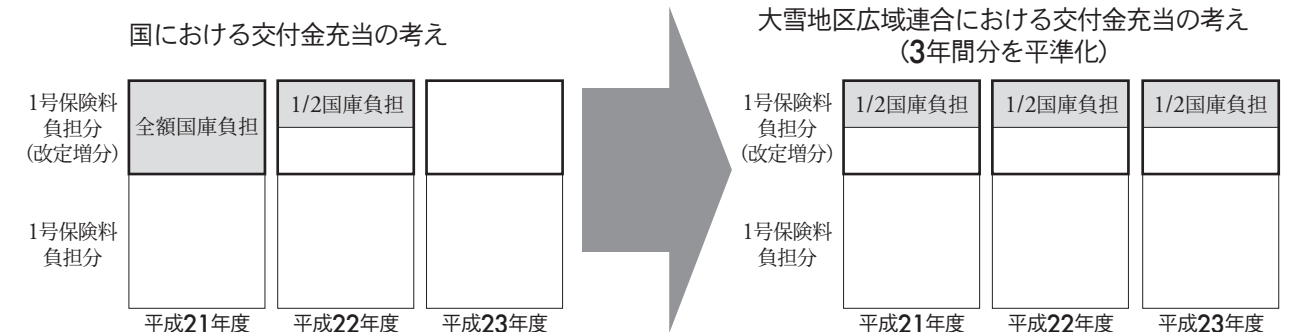 国における交付金充当の考え
1号保険料
負担分
(改定増分)
全額国庫負担
1/2国庫負担
1号保険料
負担分
平成21年度
平成22年度
平成23年度
大雪地区広域連合における交付金充当の考え
（3年間分を平準化）
1号保険料
負担分
(改定増分)
1/2国庫負担
1/2国庫負担
1/2国庫負担
1号保険料
負担分
平成21年度
平成22年度
平成23年度